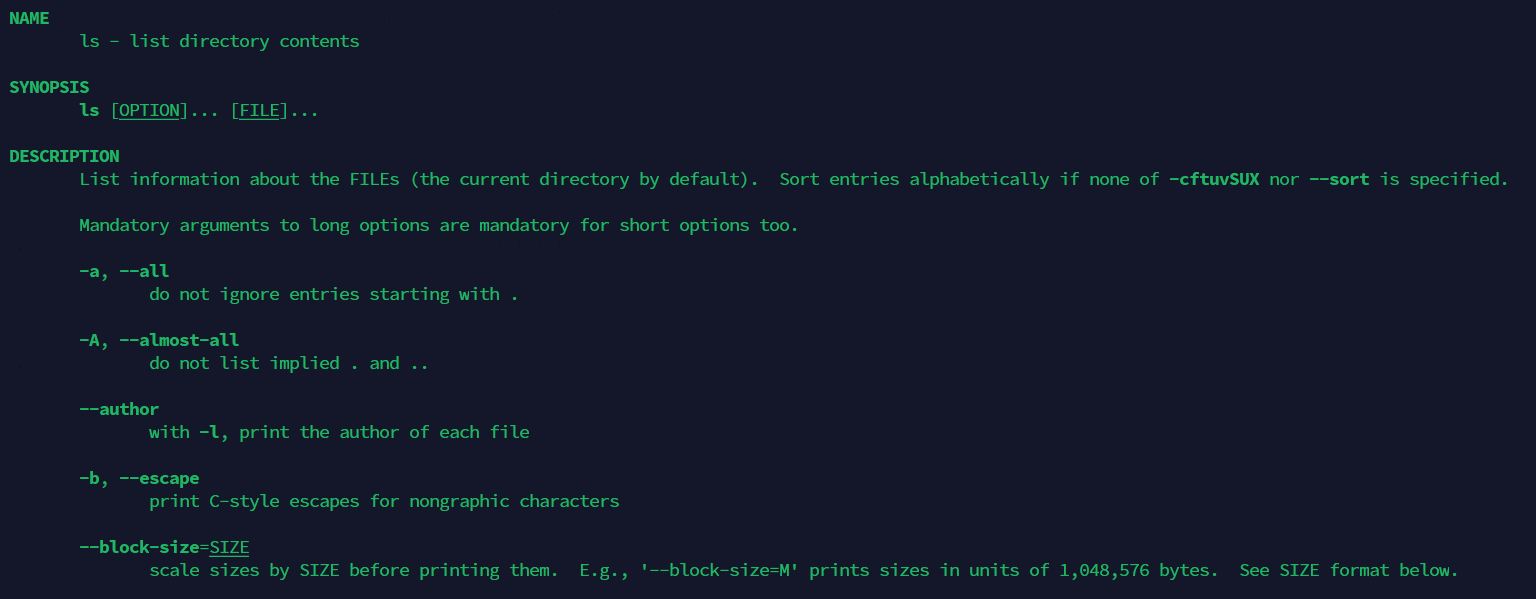 NAME
ls - list directory contents
SYNOPSIS
ls [OPTION]... [FILE]...
DESCRIPTION
List information about the FILEs (the current directory by default).  Sort entries alphabetically if none of -cftuvSUX nor --sort is specified.
Mandatory arguments to long options are mandatory for short options too.
-a, --all
do not ignore entries starting with .
-A, --almost-all
do not list implied . and ..
--author
with -l, print the author of each file
-b, --escape
print C-style escapes for nongraphic characters
--block-size=SIZE
scale sizes by SIZE before printing them.  E.g., '--block-size=M' prints sizes in units of 1,048,576 bytes.  See SIZE format below.